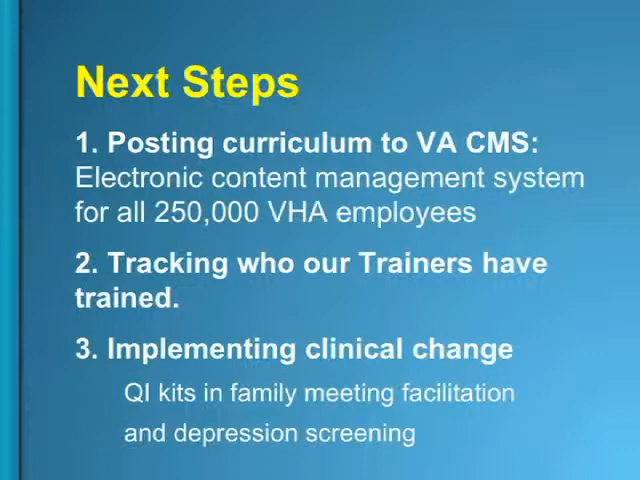 Next Steps
1. Posting curriculum to VA CMS:
Electronic content management system
for all 250,000 VHA employees
2. Tracking who our Trainers have
trained.
3. Implementing clinical change
QI kits in family meeting facilitation
and depression screening